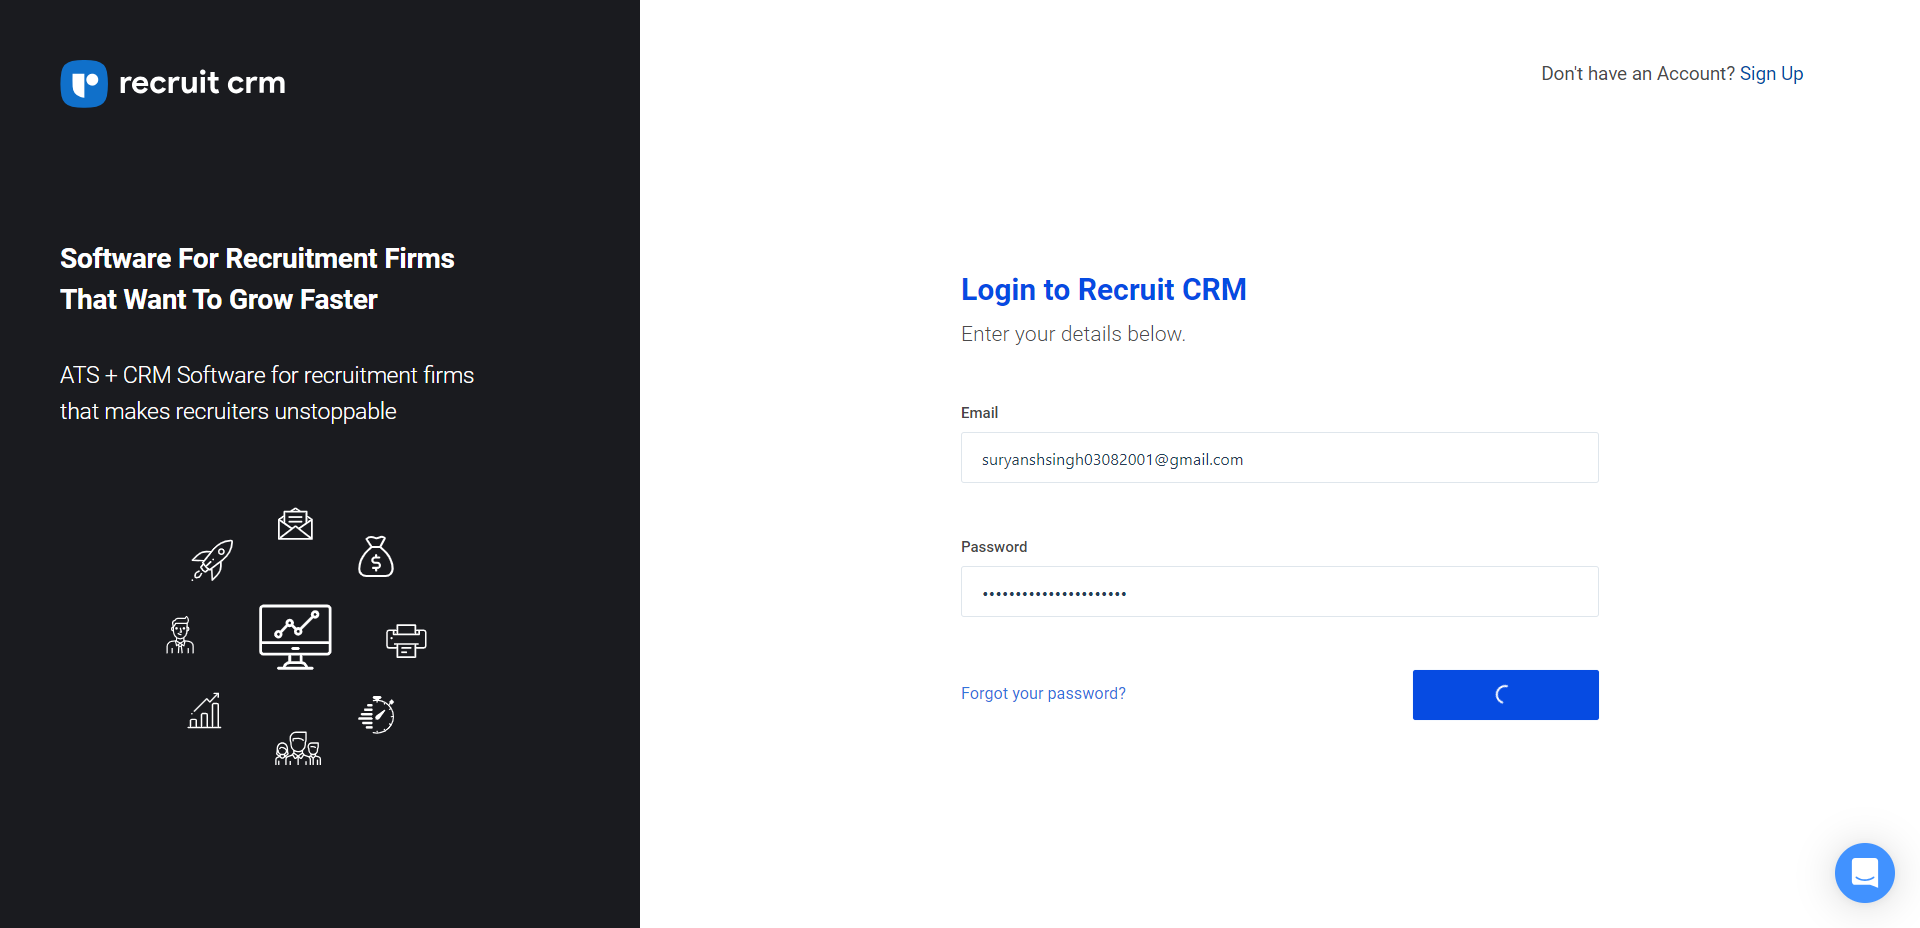 recruit crm
Don't have an Account? Sign Up
Software For Recruitment Firms
That Want To Grow Faster
ATS + CRM Software for recruitment firms
that makes recruiters unstoppable
Login to Recruit CRM
Enter your details below.
Email
suryanshsingh03082001@gmail.com
Password
••••••••••••••••••••••
Forgot your password?